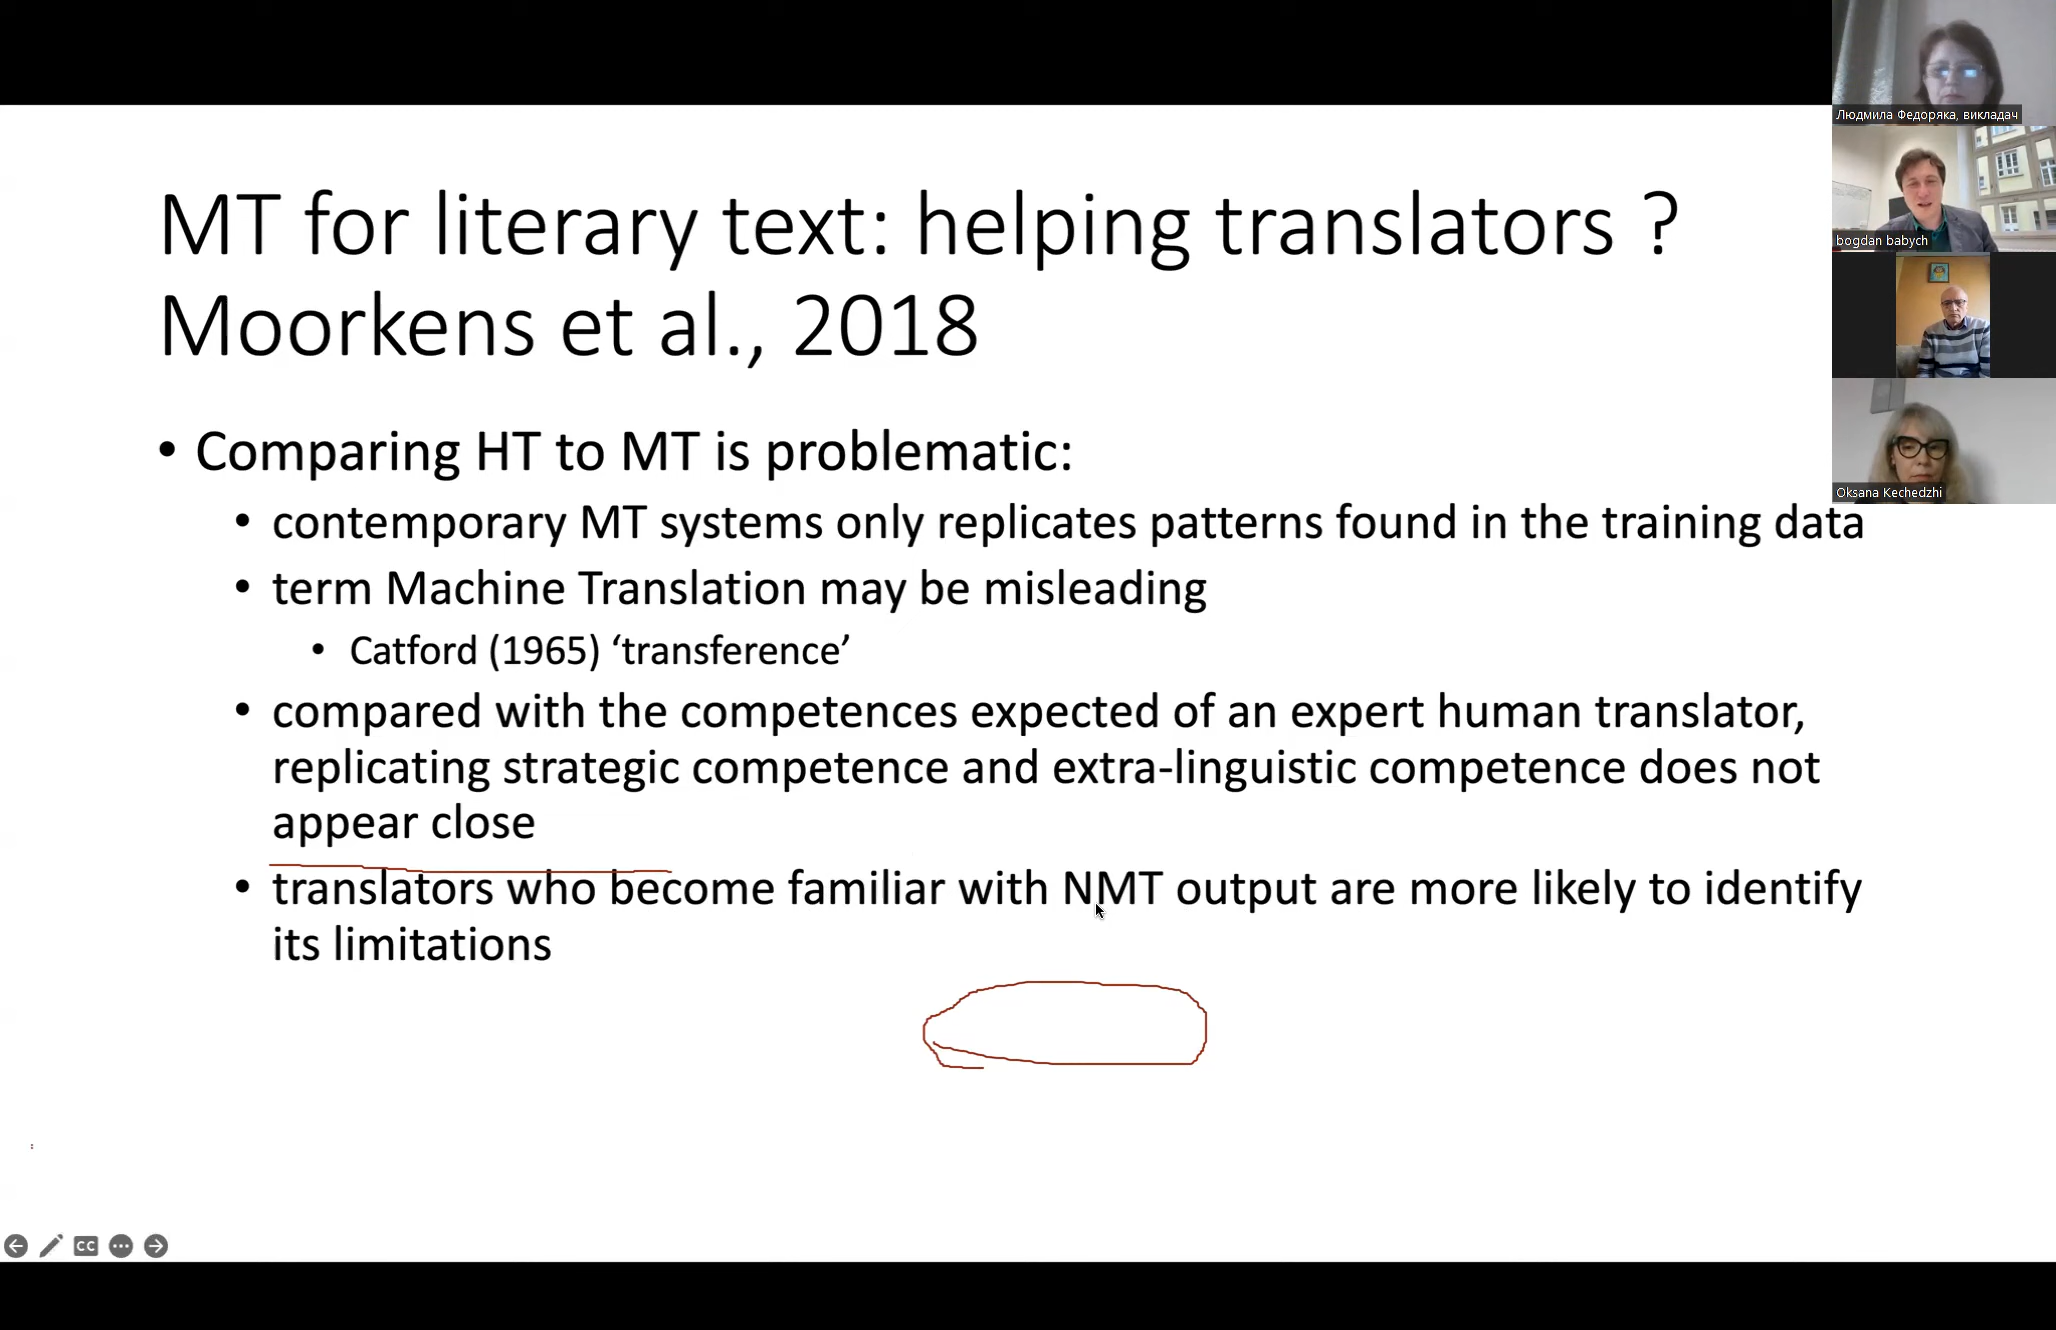 MT for literary text: helping translators ?
Moorkens et al., 2018
• Comparing HT to MT is problematic:
• contemporary MT systems only replicates patterns found in the training data
• term Machine Translation may be misleading
• Catford (1965) ‘transference’
• compared with the competences expected of an expert human translator,
replicating strategic competence and extra-linguistic competence does not
appear close
• translators who become familiar with NMT output are more likely to identify
its limitations
Людмила Федоряка, викладач
bogdan babych
Oksana Kechedzhi
CC